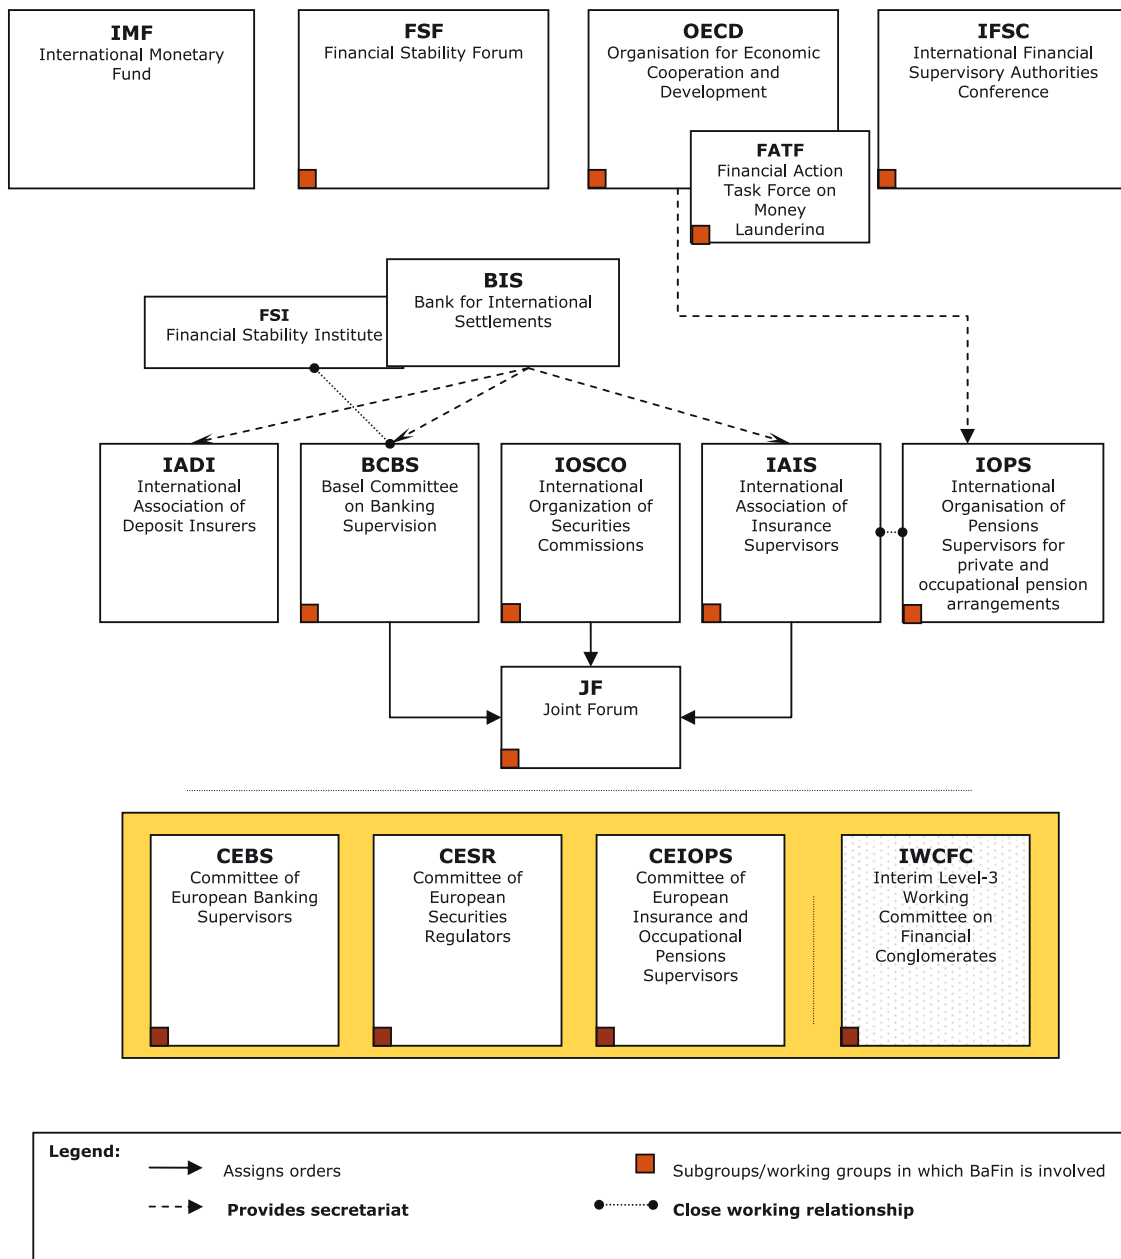 IMF
International Monetary
Fund
FSF
Financial Stability Forum
OECD
Organisation for Economic
Cooperation and
Development
IFSC
International Financial
Supervisory Authorities
Conference
FATF
Financial Action
Task Force on
Money
Laundering
BIS
Bank for International
Settlements
FSI
Financial Stability Institute
IADI
International
Association of
Deposit Insurers
BCBS
Basel Committee
on Banking
Supervision
IOSCO
International
Organization of
Securities
Commissions
IAIS
International
Association of
Insurance
Supervisors
IOPS
International
Organisation of
Pensions
Supervisors for
private and
occupational pension
arrangements
JF
Joint Forum
CEBS
Committee of
European Banking
Supervisors
CESR
Committee of
European
Securities
Regulators
CEIOPS
Committee of
European
Insurance and
Occupational
Pensions
Supervisors
IWCFC
Interim Level-3
Working
Committee on
Financial
Conglomerates
Legend:
Assigns orders
Subgroups/working groups in which BaFin is involved
Provides secretariat
Close working relationship